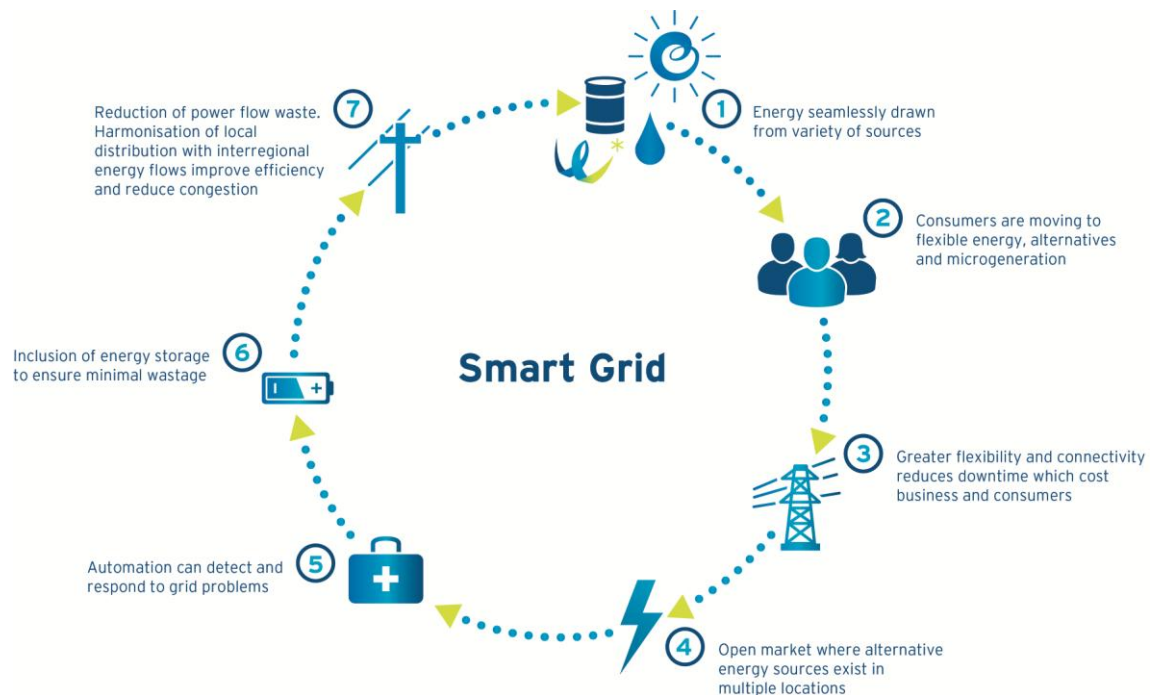 Smart Grid
1
Energy seamlessly drawn
from variety of sources
2
Consumers are moving to
flexible energy, alternatives
and microgeneration
3
Greater flexibility and connectivity
reduces downtime which cost
business and consumers
4
Open market where alternative
energy sources exist in
multiple locations
5
Automation can detect and
respond to grid problems
6
Inclusion of energy storage
to ensure minimal wastage
7
Reduction of power flow waste.
Harmonisation of local
distribution with interregional
energy flows improve efficiency
and reduce congestion